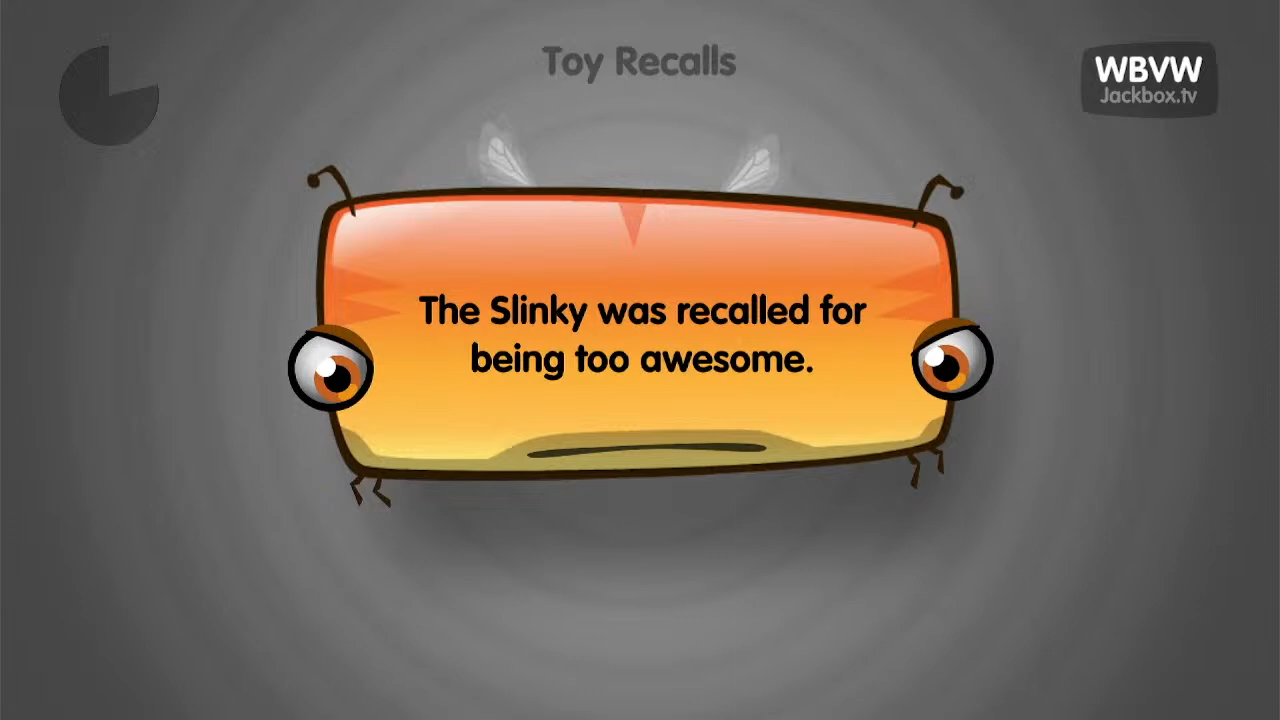 Toy Recalls
WBVW
Jackbox.tv
The Slinky was recalled for
being too awesome.